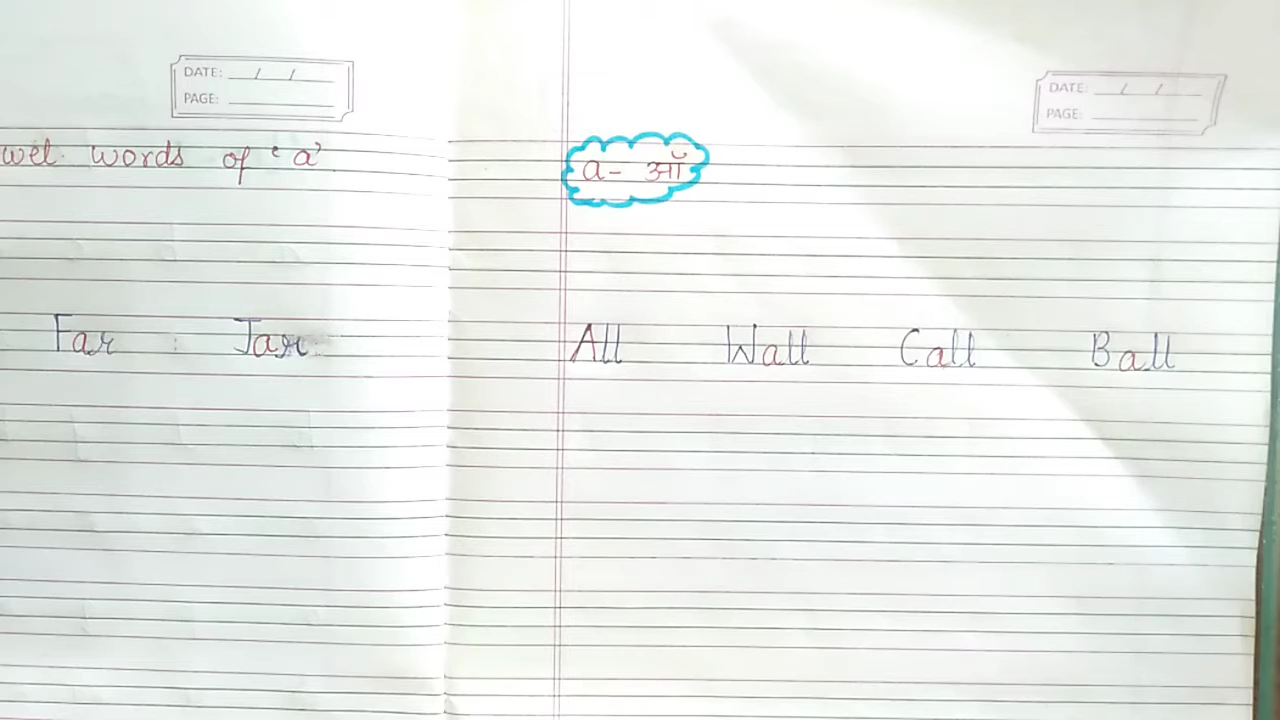 DATE: / /
PAGE:
wel words of 'a'
Far Jar
DATE: / /
PAGE:
a- ऑ
All Wall Call Ball